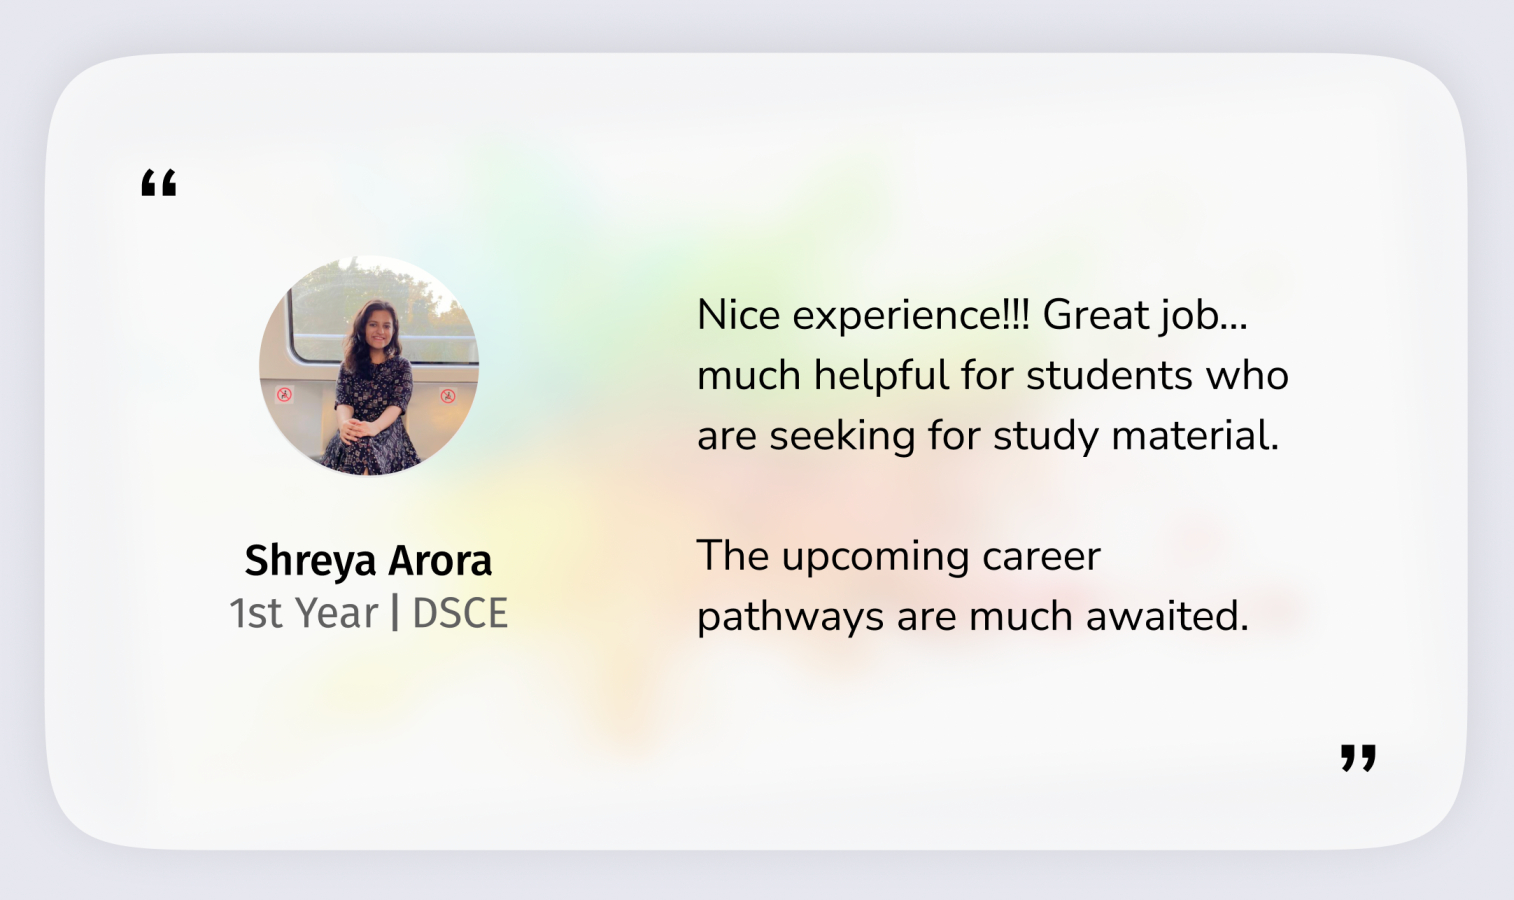 “
Shreya Arora
1st Year | DSCE
Nice experience!!! Great job...
much helpful for students who
are seeking for study material.
The upcoming career
pathways are much awaited.
”